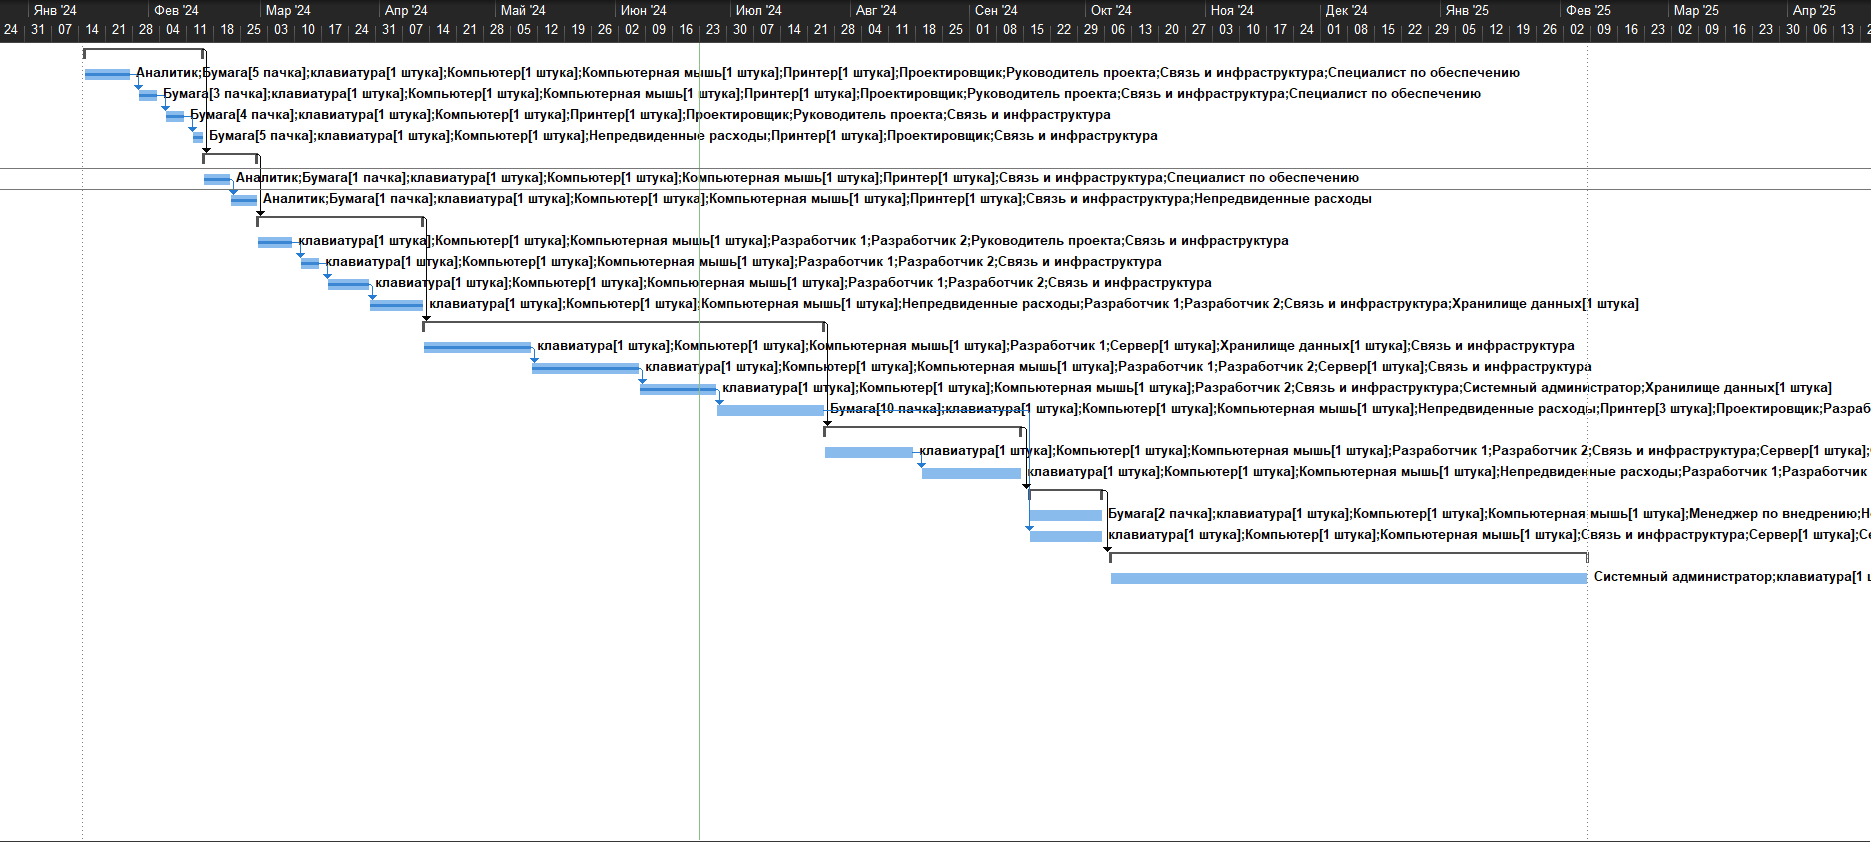 Янв '24 Фев '24 Мар '24 Апр '24 Май '24 Июн '24 Июл '24 Авг '24 Сен '24 Окт '24 Ноя '24 Дек '24 Янв '25 Фев '25 Мар '25 Апр '25
24 31 07 14 21 28 04 11 18 25 03 10 17 24 31 07 14 21 28 05 12 19 26 02 09 16 23 30 07 14 21 28 04 11 18 25 01 08 15 22 29 06 13 20 27 03 10 17 24 01 08 15 22 29 05 12 19 26 02 09 16 23 02 09 16 23 30 06 13 2
Аналитик;Бумага[5 пачка];клавиатура[1 штука];Компьютер[1 штука];Компьютерная мышь[1 штука];Принтер[1 штука];Проектировщик;Руководитель проекта;Связь и инфраструктура;Специалист по обеспечению
Бумага[3 пачка];клавиатура[1 штука];Компьютер[1 штука];Компьютерная мышь[1 штука];Принтер[1 штука];Проектировщик;Руководитель проекта;Связь и инфраструктура;Специалист по обеспечению
Бумага[4 пачка];клавиатура[1 штука];Компьютер[1 штука];Принтер[1 штука];Проектировщик;Руководитель проекта;Связь и инфраструктура
Бумага[5 пачка];клавиатура[1 штука];Компьютер[1 штука];Непредвиденные расходы;Принтер[1 штука];Проектировщик;Связь и инфраструктура
Аналитик;Бумага[1 пачка];клавиатура[1 штука];Компьютер[1 штука];Компьютерная мышь[1 штука];Принтер[1 штука];Связь и инфраструктура;Специалист по обеспечению
Аналитик;Бумага[1 пачка];клавиатура[1 штука];Компьютер[1 штука];Компьютерная мышь[1 штука];Принтер[1 штука];Связь и инфраструктура;Непредвиденные расходы
клавиатура[1 штука];Компьютер[1 штука];Компьютерная мышь[1 штука];Разработчик 1;Разработчик 2;Руководитель проекта;Связь и инфраструктура
клавиатура[1 штука];Компьютер[1 штука];Компьютерная мышь[1 штука];Разработчик 1;Разработчик 2;Связь и инфраструктура
клавиатура[1 штука];Компьютер[1 штука];Компьютерная мышь[1 штука];Разработчик 1;Разработчик 2;Связь и инфраструктура
клавиатура[1 штука];Компьютер[1 штука];Компьютерная мышь[1 штука];Непредвиденные расходы;Разработчик 1;Разработчик 2;Связь и инфраструктура;Хранилище данных[1 штука]
клавиатура[1 штука];Компьютер[1 штука];Компьютерная мышь[1 штука];Разработчик 1;Сервер[1 штука];Хранилище данных[1 штука];Связь и инфраструктура
клавиатура[1 штука];Компьютер[1 штука];Компьютерная мышь[1 штука];Разработчик 1;Разработчик 2;Сервер[1 штука];Связь и инфраструктура
клавиатура[1 штука];Компьютер[1 штука];Компьютерная мышь[1 штука];Разработчик 2;Связь и инфраструктура;Системный администратор;Хранилище данных[1 штука]
Бумага[10 пачка];клавиатура[1 штука];Компьютер[1 штука];Компьютерная мышь[1 штука];Непредвиденные расходы;Принтер[3 штука];Проектировщик;Разраб
клавиатура[1 штука];Компьютер[1 штука];Компьютерная мышь[1 штука];Разработчик 1;Разработчик 2;Связь и инфраструктура;Сервер[1 штука];
клавиатура[1 штука];Компьютер[1 штука];Компьютерная мышь[1 штука];Непредвиденные расходы;Разработчик 1;Разработчик
Бумага[2 пачка];клавиатура[1 штука];Компьютер[1 штука];Компьютерная мышь[1 штука];Менеджер по внедрению;Н
клавиатура[1 штука];Компьютер[1 штука];Компьютерная мышь[1 штука];Связь и инфраструктура;Сервер[1 штука];Се
Системный администратор;клавиатура[1 ш